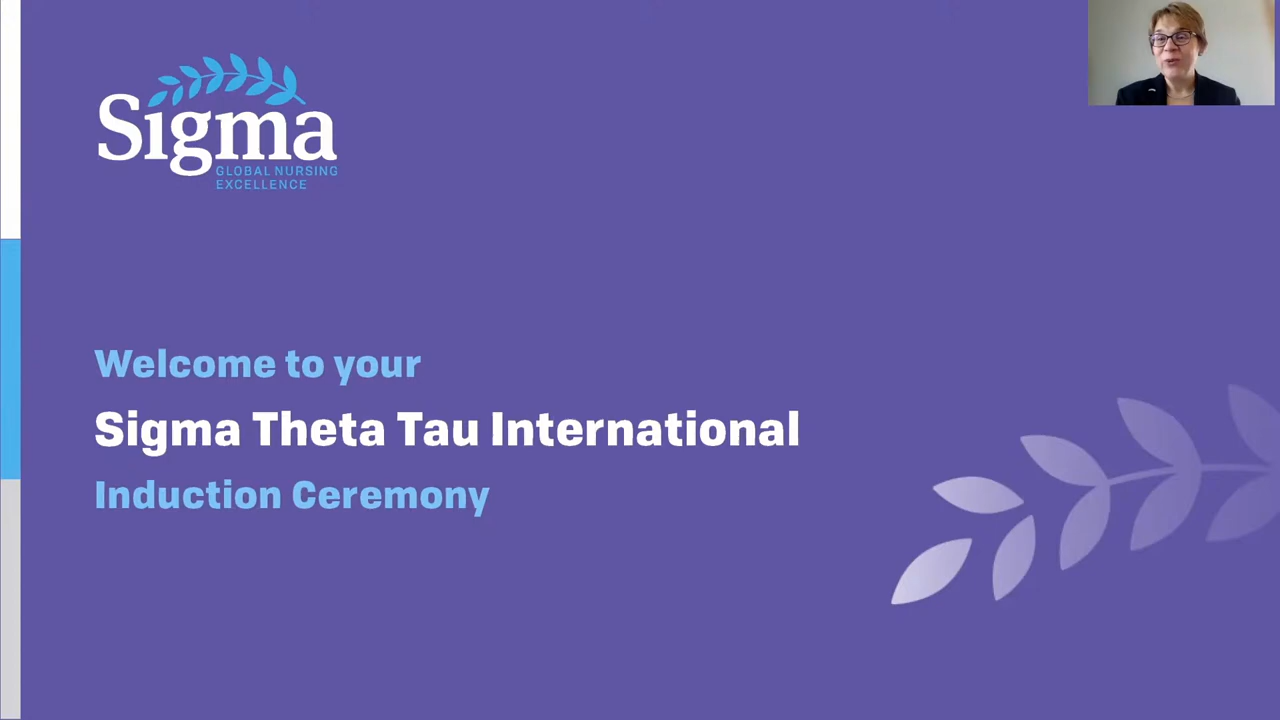 Sigma
GLOBAL NURSING
EXCELLENCE
Welcome to your
Sigma Theta Tau International
Induction Ceremony